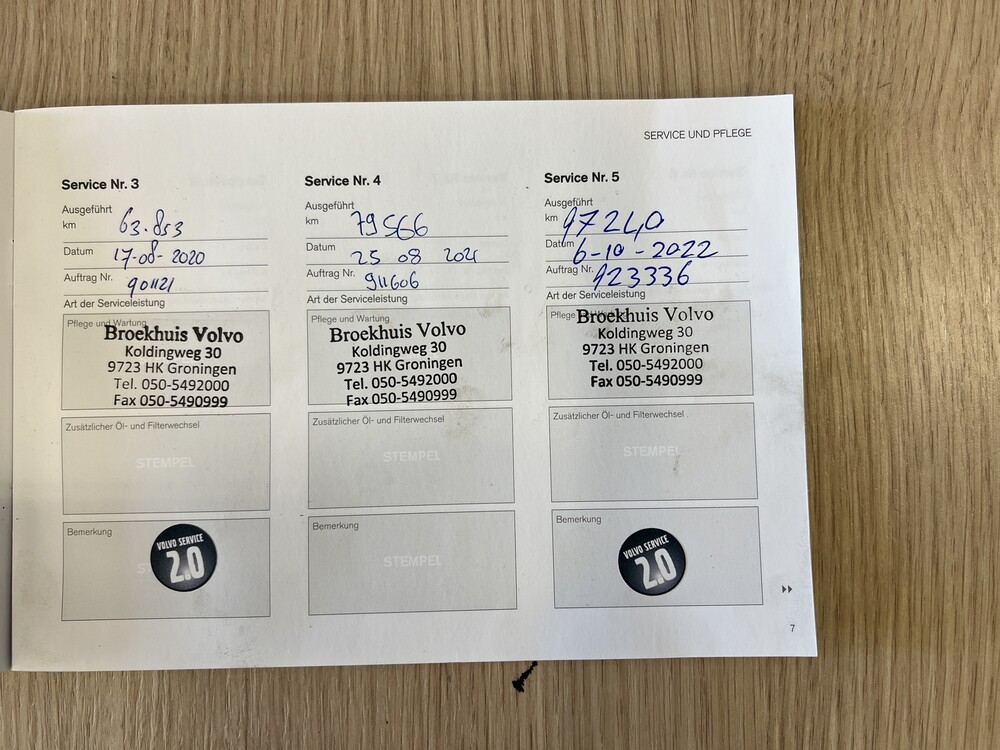 SERVICE UND PFLEGE
Service Nr. 3
Ausgeführt
km 63.853
Datum 17-08-2020
Auftrag Nr. 901121
Art der Serviceleistung
Pflege und Wartung
Broekhuis Volvo
Koldingweg 30
9723 HK Groningen
Tel. 050-5492000
Fax 050-5490999
Zusätzlicher Öl- und Filterwechsel
STEMPEL
Bemerkung
VOLVO SERVICE
2.0
Service Nr. 4
Ausgeführt
km 79566
Datum 25 08 2021
Auftrag Nr. 911606
Art der Serviceleistung
Pflege und Wartung
Broekhuis Volvo
Koldingweg 30
9723 HK Groningen
Tel. 050-5492000
Fax 050-5490999
Zusätzlicher Öl- und Filterwechsel
STEMPEL
Bemerkung
STEMPEL
Service Nr. 5
Ausgeführt
km 97240
Datum 6-10-2022
Auftrag Nr. 923336
Art der Serviceleistung
Pflege
Broekhuis Volvo
Koldingweg 30
9723 HK Groningen
Tel. 050-5492000
Fax 050-5490999
Zusätzlicher Öl- und Filterwechsel
STEMPEL
Bemerkung
VOLVO SERVICE
2.0
7